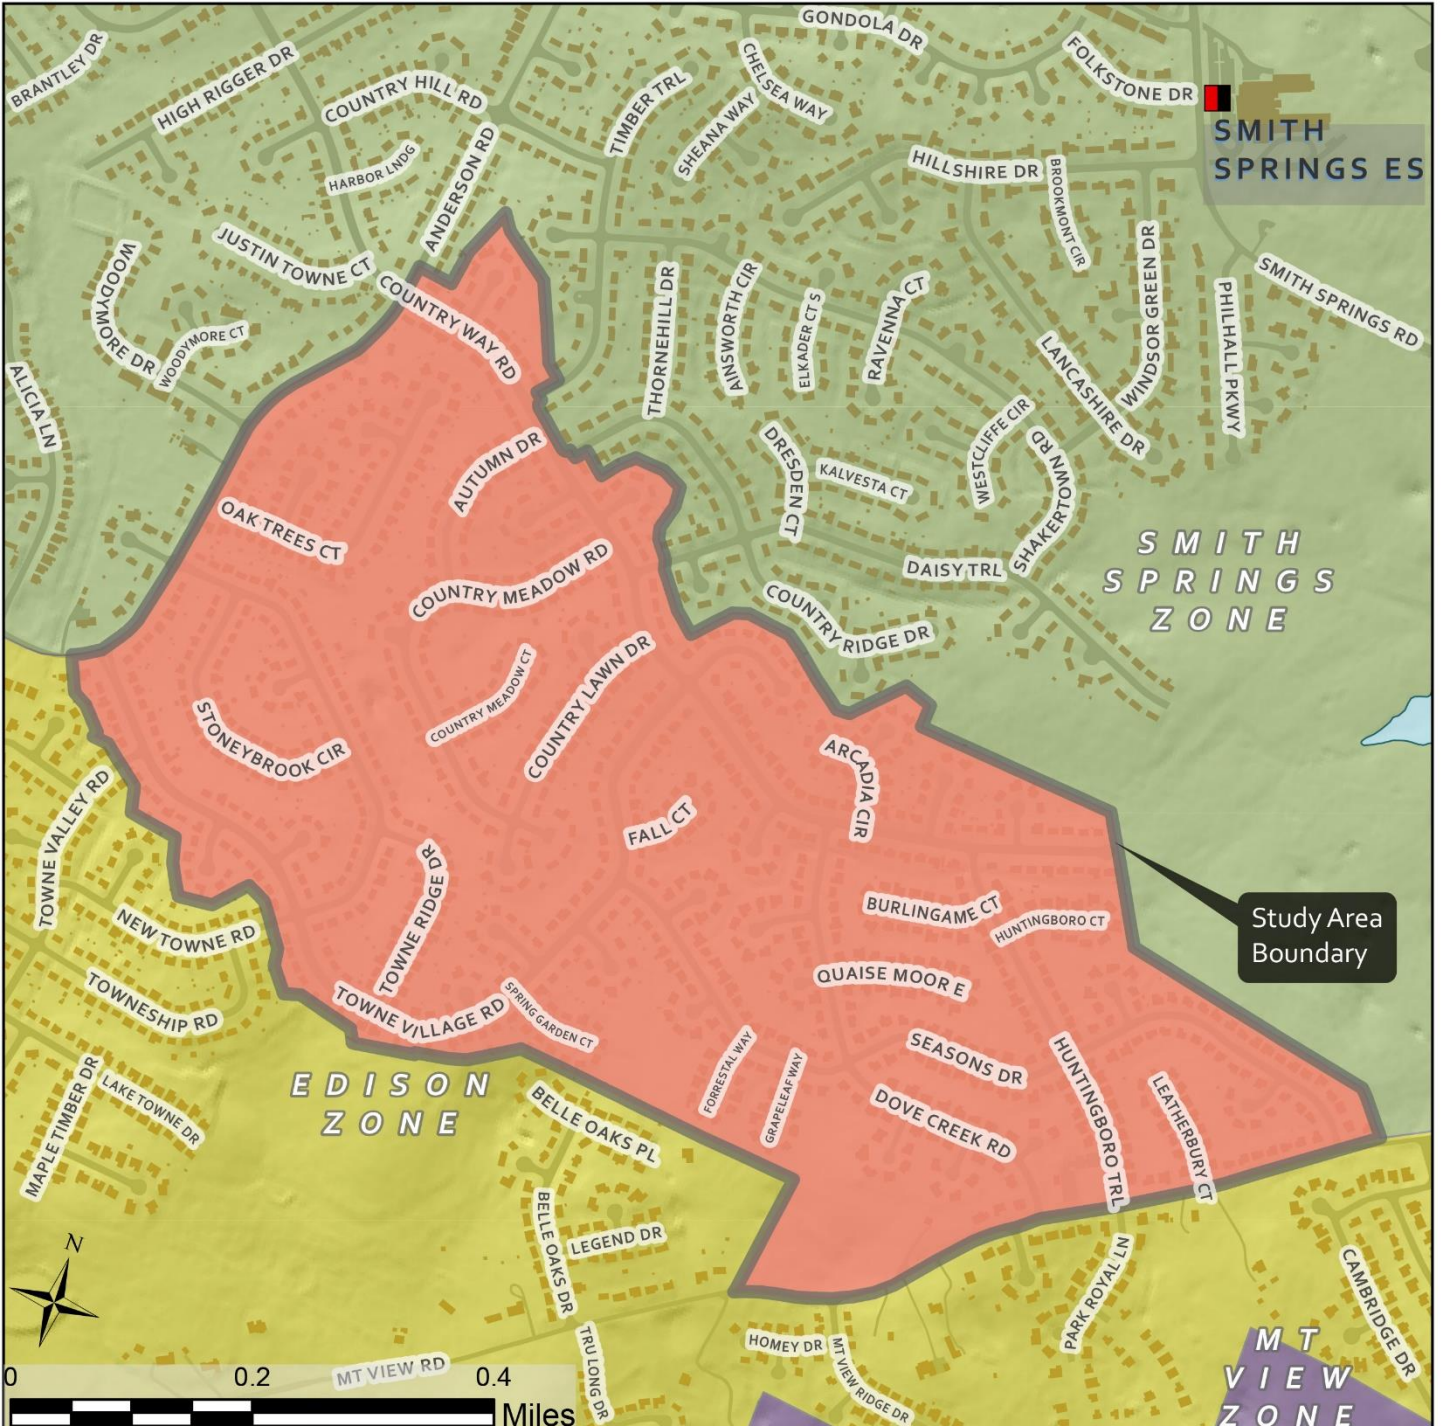 GONDOLA DR
BRANTLEY DR
HIGH RIGGER DR
COUNTRY HILL RD
TIMBER TRL
CHELSEA WAY
SHEANA WAY
FOLKSTONE DR
SMITH
SPRINGS ES
HARBOR LNDG
ANDERSON RD
HILLSHIRE DR
BROOKMONT CIR
JUSTIN TOWNE CT
WOODYMORE DR
WOODYMORE CT
COUNTRY WAY RD
THORNEHILL DR
AINSWORTH CIR
ELKADER CT S
RAVENNA CT
WINDSOR GREEN DR
PHILHALL PKWY
SMITH SPRINGS RD
LANCASHIRE DR
ALICIA LN
AUTUMN DR
DRESDEN CT
KALVESTA CT
WESTCLIFFE CIR
SHAKERTOWN RD
OAK TREES CT
COUNTRY MEADOW RD
DAISY TRL
SMITH
SPRINGS
ZONE
COUNTRY RIDGE DR
COUNTRY MEADOW CT
COUNTRY LAWN DR
STONEYBROOK CIR
ARCADIA CIR
TOWNE VALLEY RD
FALL CT
TOWNE RIDGE DR
BURLINGAME CT
HUNTINGBORO CT
Study Area
Boundary
NEW TOWNE RD
TOWNESHIP RD
QUAISE MOOR E
TOWNE VILLAGE RD
SPRING GARDEN CT
FORRESTAL WAY
GRAPELEAF WAY
SEASONS DR
DOVE CREEK RD
HUNTINGBORO TRL
LEATHERBURY CT
EDISON
ZONE
MAPLE TIMBER DR
LAKE TOWNE DR
BELLE OAKS PL
BELLE OAKS DR
LEGEND DR
PARK ROYAL LN
CAMBRIDGE DR
N
HOMEY DR
MT VIEW RIDGE DR
TRU LONG DR
MT VIEW RD
MT
VIEW
ZONE
0 0.2 0.4
Miles